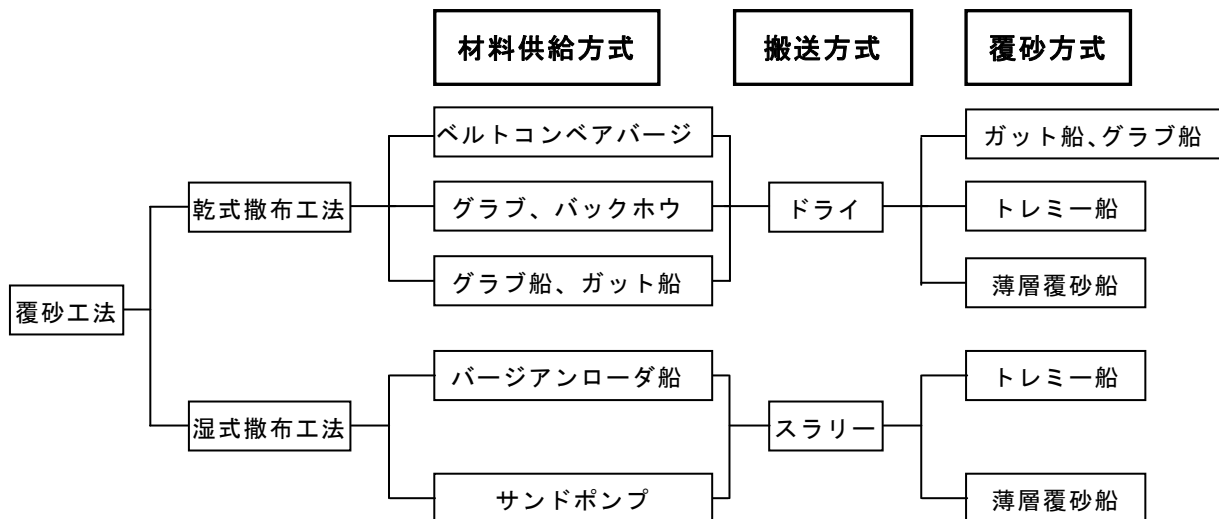 材料供給方式
搬送方式
覆砂方式
ベルトコンベアバージ
ガット船、グラブ船
乾式撒布工法
グラブ、バックホウ
ドライ
トレミー船
グラブ船、ガット船
薄層覆砂船
覆砂工法
バージアンローダ船
トレミー船
湿式撒布工法
スラリー
サンドポンプ
薄層覆砂船